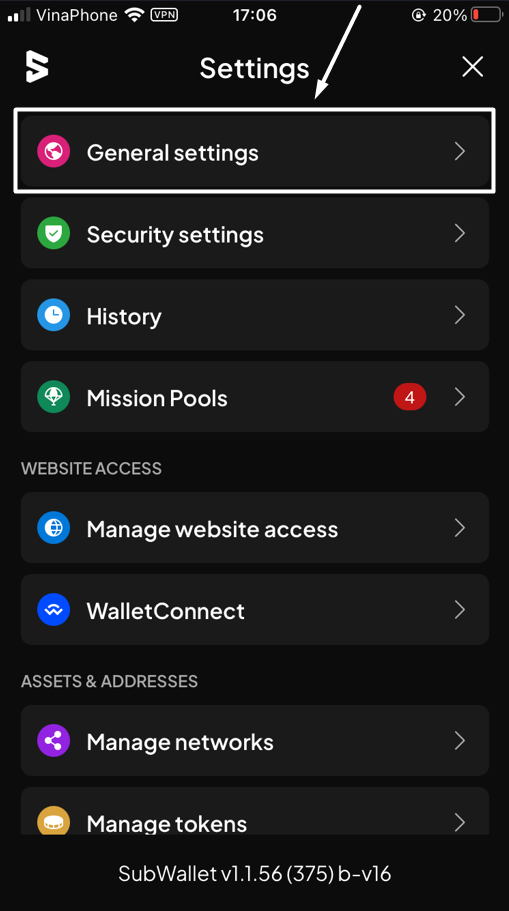 VinaPhone VPN 17:06 20%
Settings
General settings
Security settings
History
Mission Pools 4
WEBSITE ACCESS
Manage website access
WalletConnect
ASSETS & ADDRESSES
Manage networks
Manage tokens
SubWallet v1.1.56 (375) b-v16